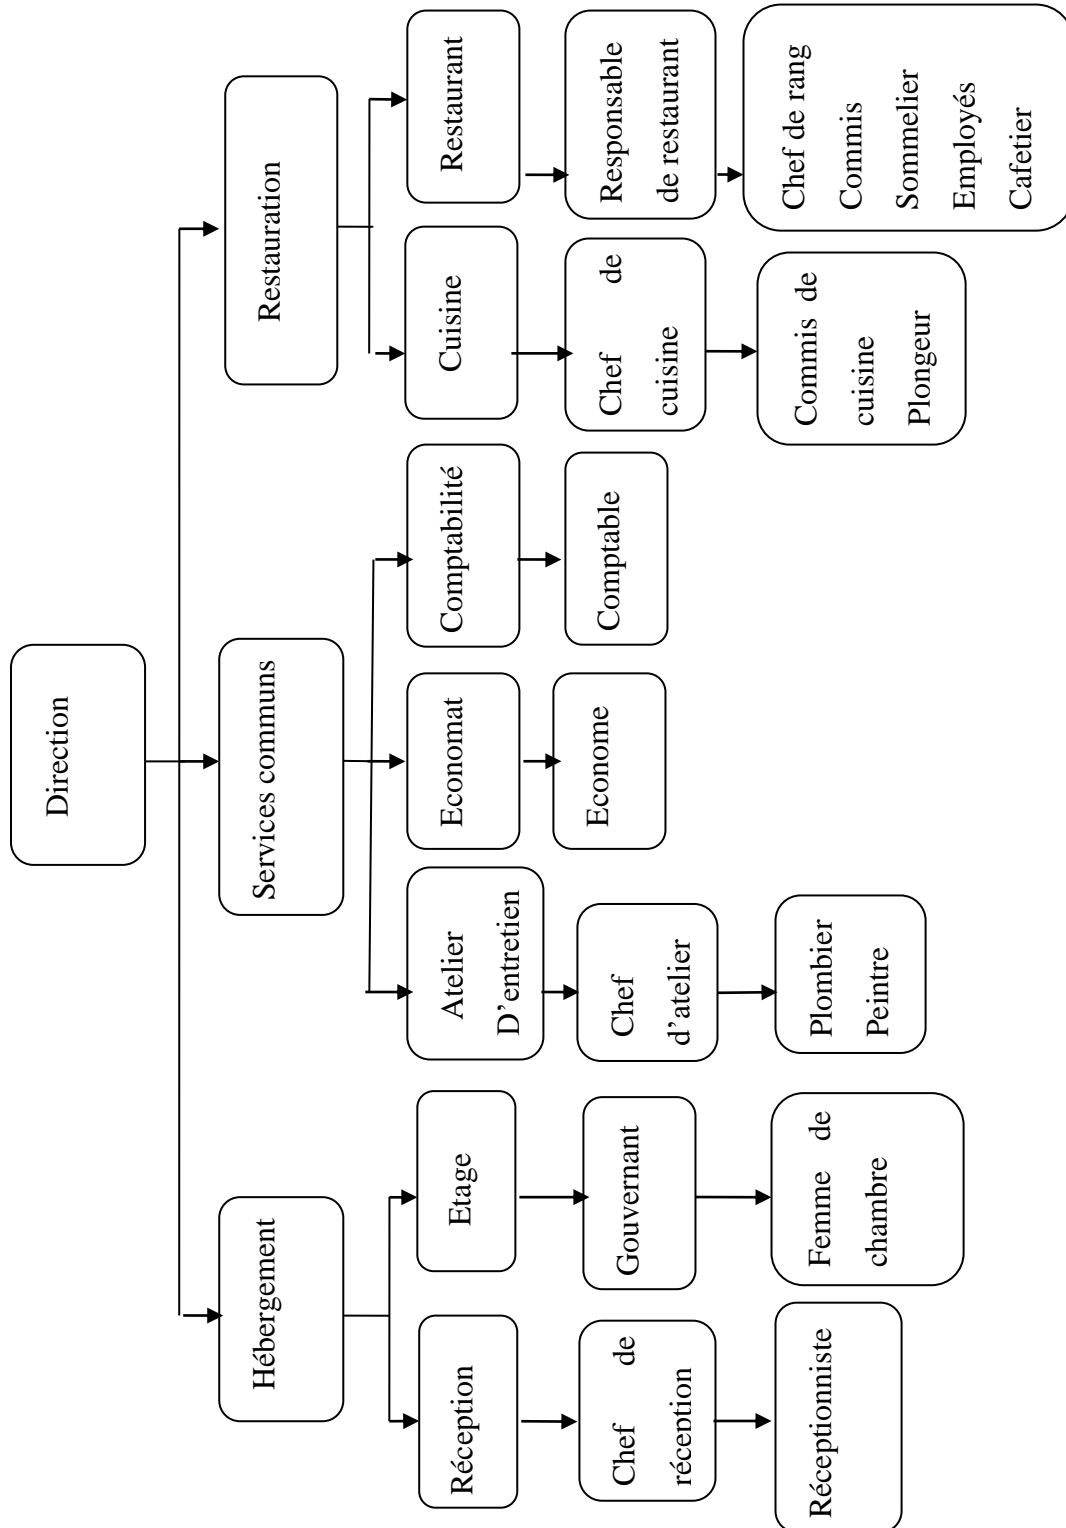 Direction
Hébergement
Services communs
Restauration
Réception
Etage
Atelier
D’entretien
Economat
Comptabilité
Cuisine
Restaurant
Chef de
réception
Gouvernant
Chef
d’atelier
Econome
Comptable
Chef de
cuisine
Responsable
de restaurant
Réceptionniste
Femme de
chambre
Plombier
Peintre
Commis de
cuisine
Plongeur
Chef de rang
Commis
Sommelier
Employés
Cafetier